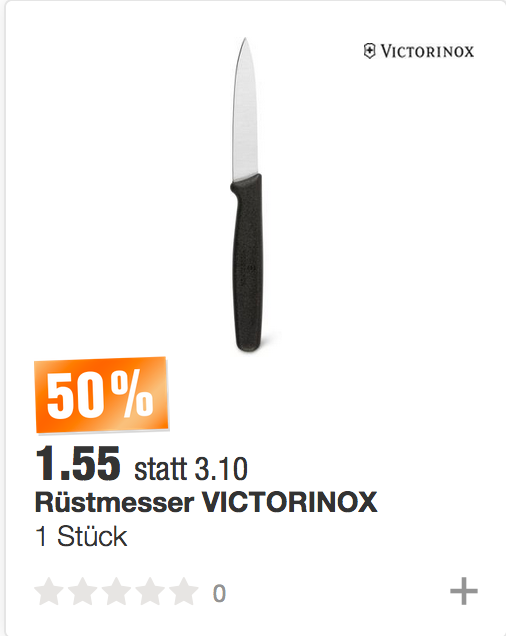 VICTORINOX
50%
1.55 statt 3.10
Rüstmesser VICTORINOX
1 Stück
0